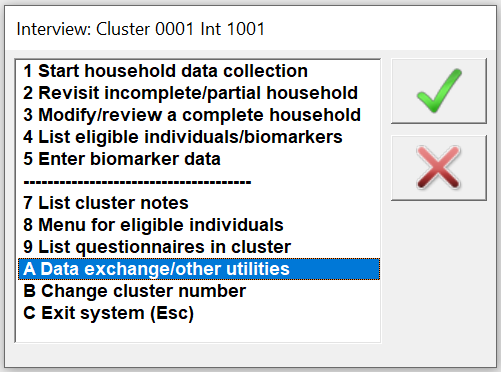 Interview: Cluster 0001 Int 1001
1 Start household data collection
2 Revisit incomplete/partial household
3 Modify/review a complete household
4 List eligible individuals/biomarkers
5 Enter biomarker data
-------------------------------------
7 List cluster notes
8 Menu for eligible individuals
9 List questionnaires in cluster
A Data exchange/other utilities
B Change cluster number
C Exit system (Esc)